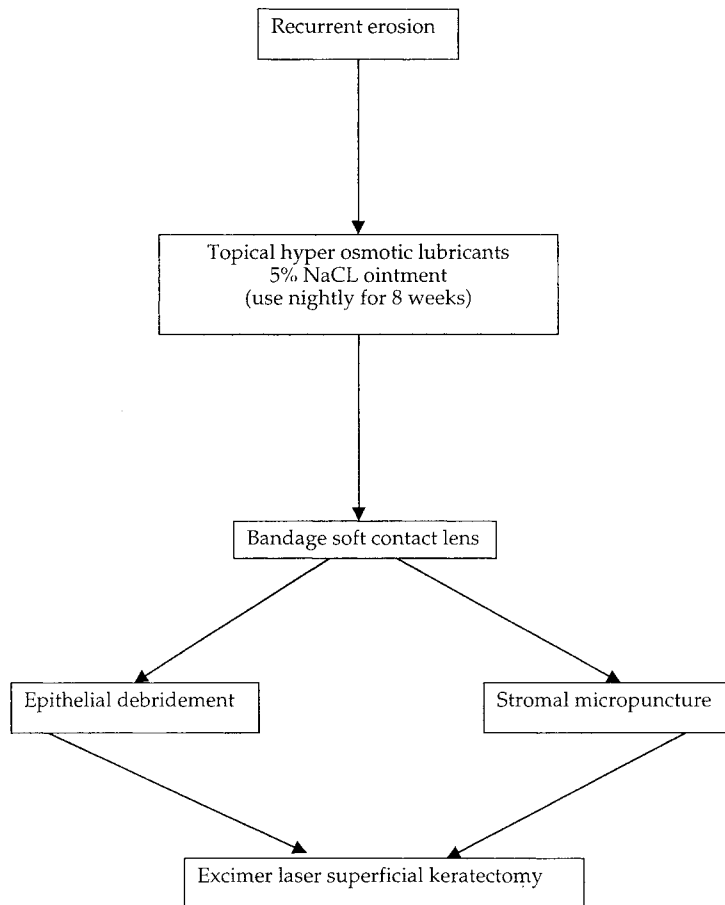 Recurrent erosion
Topical hyper osmotic lubricants
5% NaCL ointment
(use nightly for 8 weeks)
Bandage soft contact lens
Epithelial debridement
Stromal micropuncture
Excimer laser superficial keratectomy